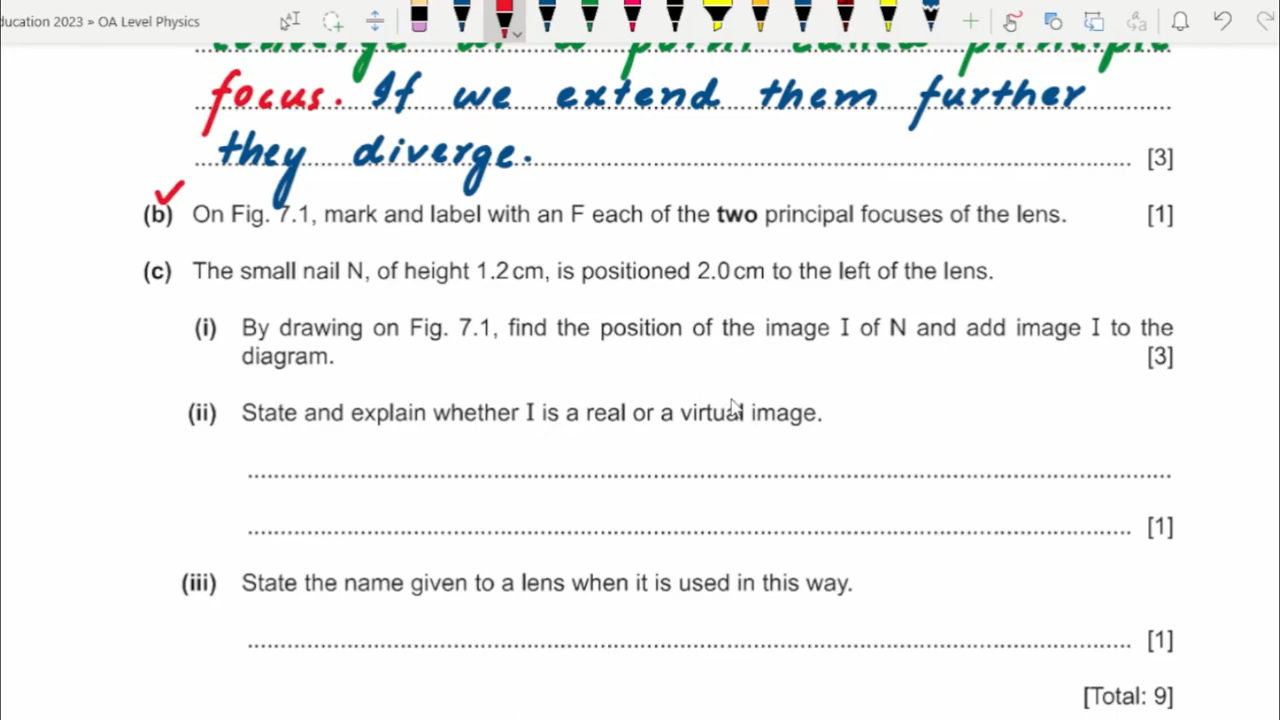 ducation 2023 » OA Level Physics
converge at a point called principle
focus. If we extend them further
they diverge. [3]
(b) On Fig. 7.1, mark and label with an F each of the two principal focuses of the lens. [1]
(c) The small nail N, of height 1.2 cm, is positioned 2.0 cm to the left of the lens.
(i) By drawing on Fig. 7.1, find the position of the image I of N and add image I to the
diagram. [3]
(ii) State and explain whether I is a real or a virtual image.
[1]
(iii) State the name given to a lens when it is used in this way.
[1]
[Total: 9]